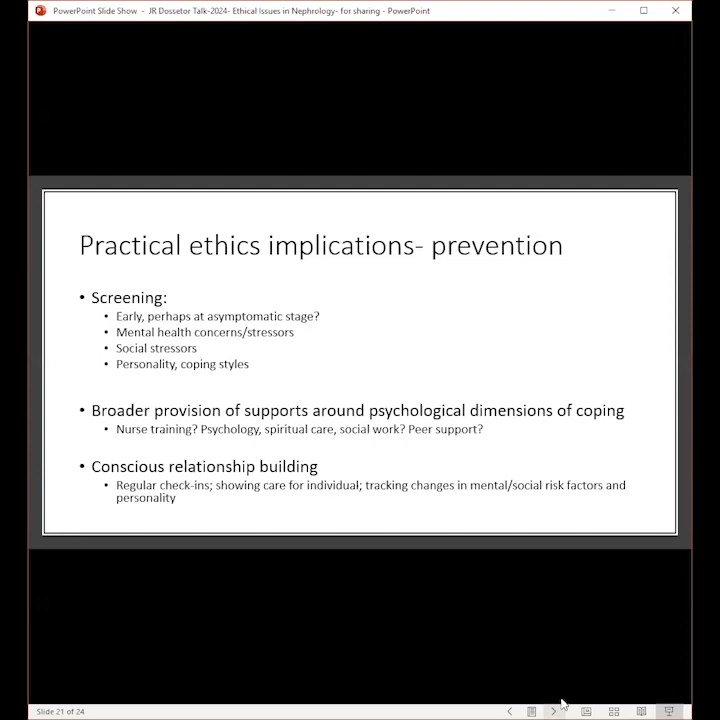 PowerPoint Slide Show - JR Dossetor Talk-2024- Ethical Issues in Nephrology- for sharing - PowerPoint
Practical ethics implications- prevention
• Screening:
• Early, perhaps at asymptomatic stage?
• Mental health concerns/stressors
• Social stressors
• Personality, coping styles
• Broader provision of supports around psychological dimensions of coping
• Nurse training? Psychology, spiritual care, social work? Peer support?
• Conscious relationship building
• Regular check-ins; showing care for individual; tracking changes in mental/social risk factors and
personality
Slide 21 of 24